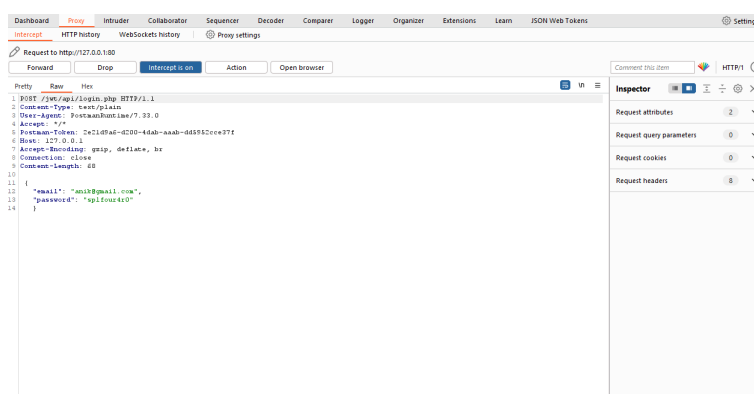 Dashboard Proxy Intruder Collaborator Sequencer Decoder Comparer Logger Organizer Extensions Learn JSON Web Tokens Setting
Intercept HTTP history WebSockets history Proxy settings
Request to http://127.0.0.1:80
Forward Drop Intercept is on Action Open browser Comment this item HTTP/1
Pretty Raw Hex \n Inspector
1 POST /jwt/api/login.php HTTP/1.1
2 Content-Type: text/plain
3 User-Agent: PostmanRuntime/7.33.0
4 Accept: */*
5 Postman-Token: 2e21d9a6-d200-4dab-aaab-dd5952cce37f
6 Host: 127.0.0.1
7 Accept-Encoding: gzip, deflate, br
8 Connection: close
9 Content-Length: 68
10
11 {
12 "email": "anik@gmail.com",
13 "password": "sp1four4r0"
14 }
Request attributes 2
Request query parameters 0
Request cookies 0
Request headers 8